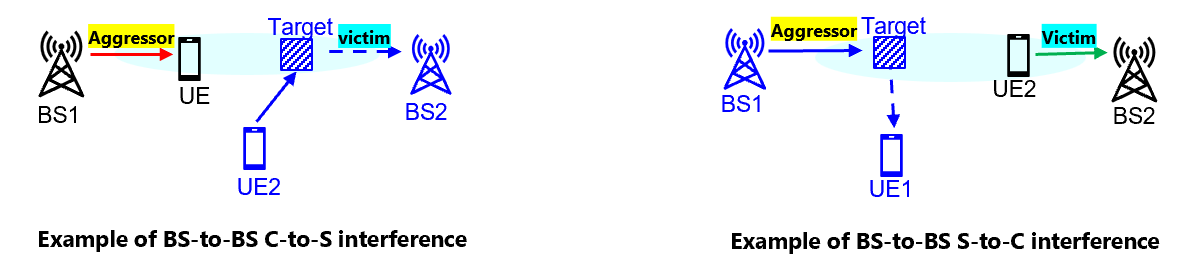 Aggressor
Target
victim
BS1
UE
BS2
UE2
Example of BS-to-BS C-to-S interference
Aggressor
Target
Victim
BS1
UE2
BS2
UE1
Example of BS-to-BS S-to-C interference